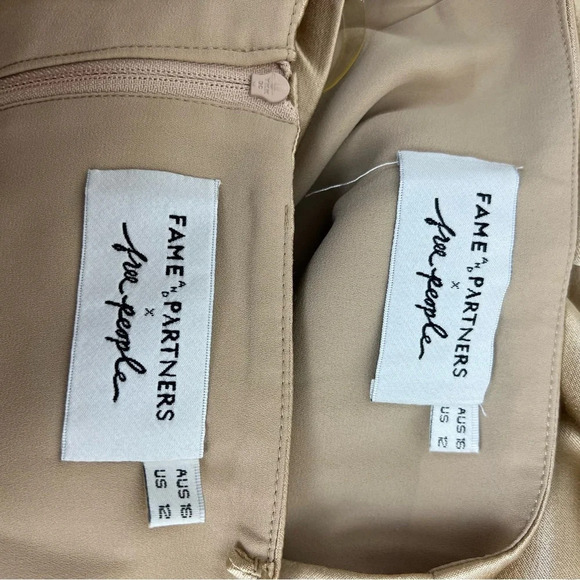 FAME AND PARTNERS
x
free people
AUS 16
US 12
FAME AND PARTNERS
x
free people
AUS 16
US 12